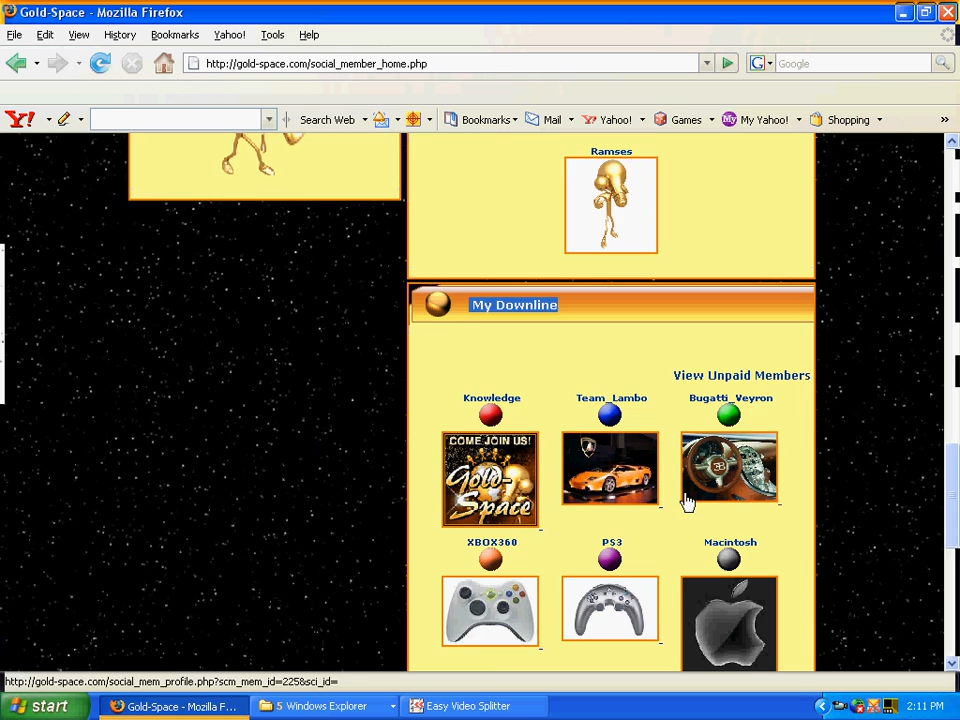 Gold-Space - Mozilla Firefox
File Edit View History Bookmarks Yahoo! Tools Help
http://gold-space.com/social_member_home.php
G Google
Y! Search Web Bookmarks Mail Yahoo! Games My Yahoo! Shopping »
Ramses
My Downline
View Unpaid Members
Knowledge Team_Lambo Bugatti_Veyron
COME JOIN US!
Gold-
Space
XBOX360 PS3 Macintosh
http://gold-space.com/social_mem_profile.php?scm_mem_id=225&sci_id=
start Gold-Space - Mozilla F... 5 Windows Explorer Easy Video Splitter 2:11 PM